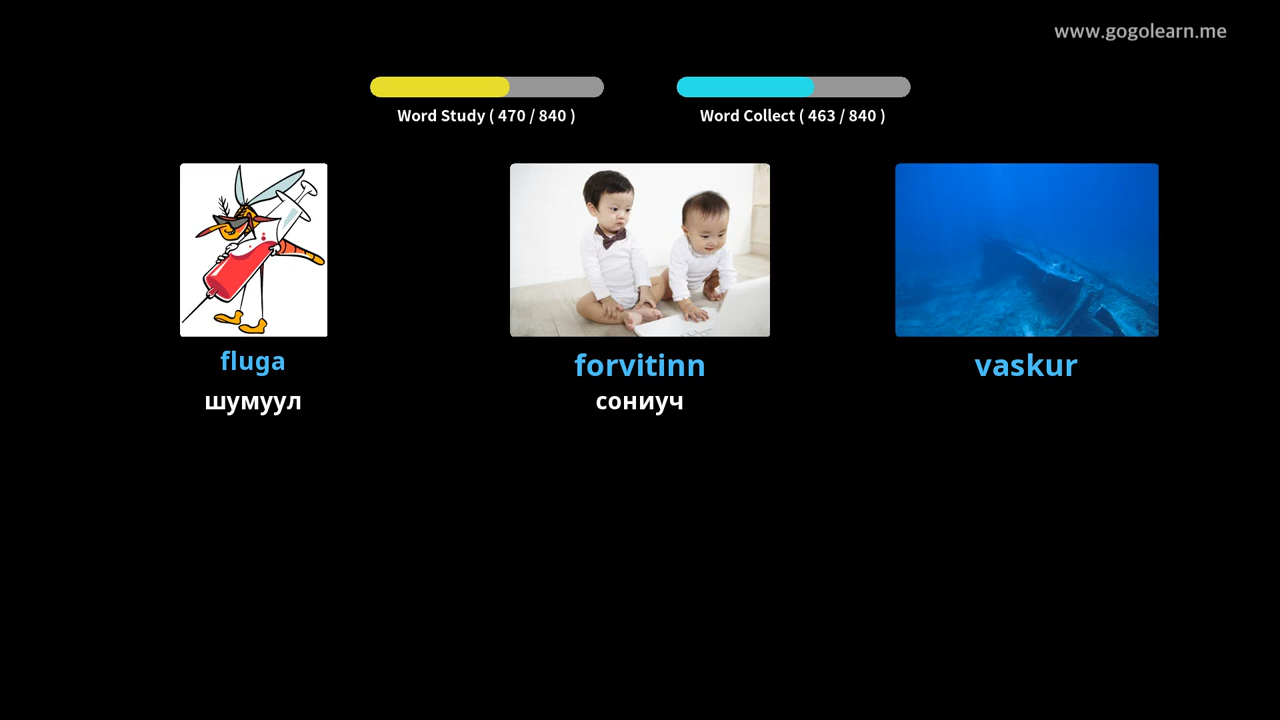 www.gogolearn.me
Word Study ( 470 / 840 )
Word Collect ( 463 / 840 )
fluga
forvitinn
vaskur
шумуул
сониуч